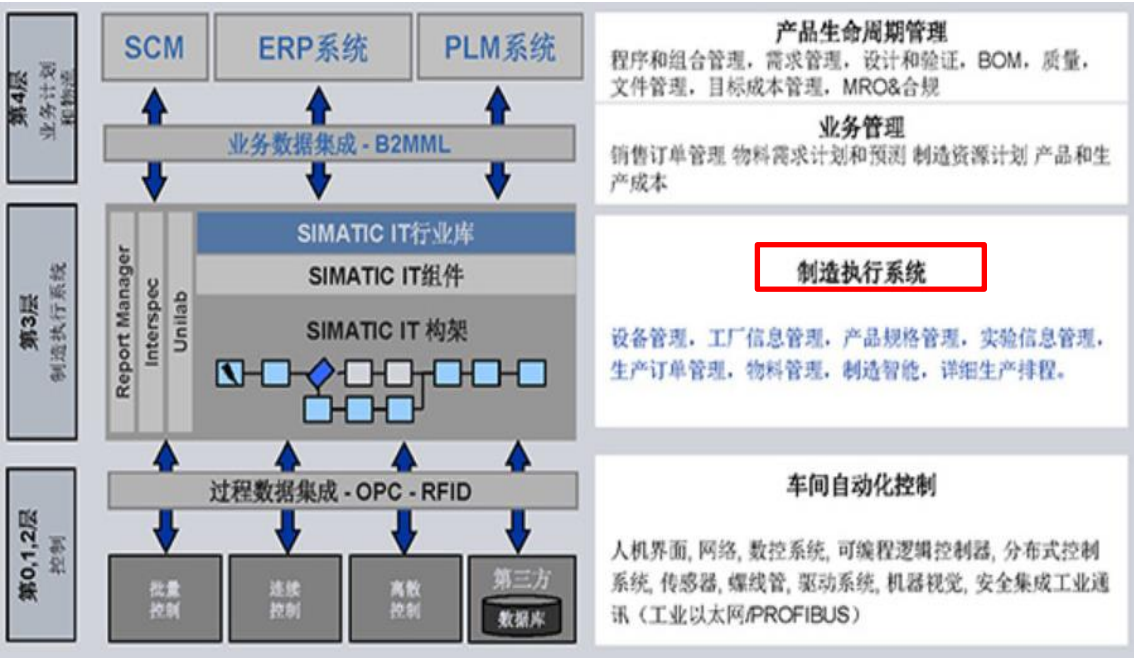 第4层
业务计划
和物流
SCM
ERP系统
PLM系统
业务数据集成 - B2MML
产品生命周期管理
程序和组合管理，需求管理，设计和验证，BOM，质量，
文件管理，目标成本管理，MRO&合规
业务管理
销售订单管理 物料需求计划和预测 制造资源计划 产品和生
产成本
第3层
制造执行系统
Report Manager
Interspec
Unilab
SIMATIC IT行业库
SIMATIC IT组件
SIMATIC IT 构架
制造执行系统
设备管理，工厂信息管理，产品规格管理，实验信息管理，
生产订单管理，物料管理，制造智能，详细生产排程。
第0,1,2层
控制
过程数据集成 - OPC - RFID
批量
控制
连续
控制
离散
控制
第三方
数据库
车间自动化控制
人机界面, 网络, 数控系统, 可编程逻辑控制器, 分布式控制
系统, 传感器, 螺线管, 驱动系统, 机器视觉, 安全集成工业通
讯（工业以太网/PROFIBUS）